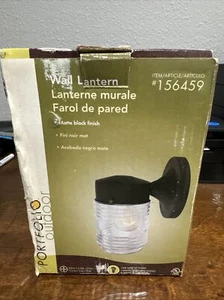 Wall Lantern
Lanterne murale
Farol de pared
ITEM/ARTICLE/ARTÍCULO
#156459
Matte black finish
• Fini noir mat
• Acabado negro mate
PORTFOLIO
outdoor